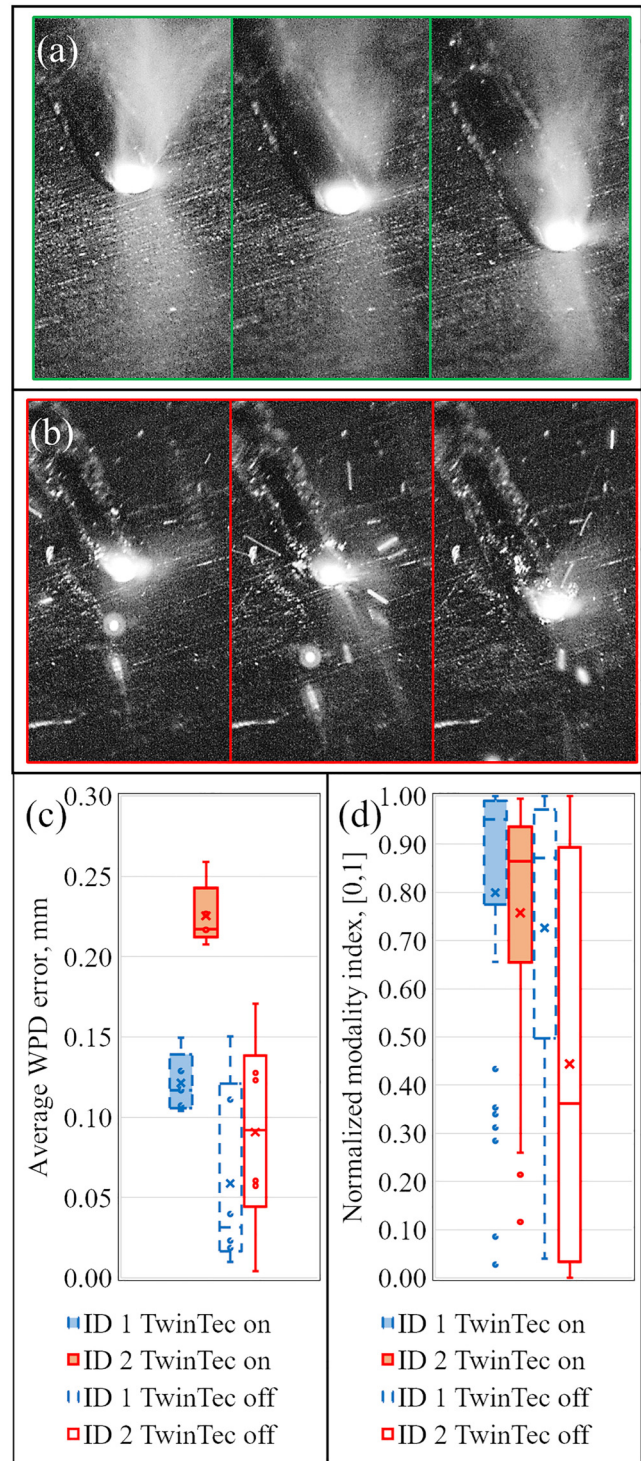 (a)
(b)
(c)
Average WPD error, mm
0.30
0.25
0.20
0.15
0.10
0.05
0.00
ID 1 TwinTec on
ID 2 TwinTec on
ID 1 TwinTec off
ID 2 TwinTec off
(d)
Normalized modality index, [0,1]
1.00
0.90
0.80
0.70
0.60
0.50
0.40
0.30
0.20
0.10
0.00
ID 1 TwinTec on
ID 2 TwinTec on
ID 1 TwinTec off
ID 2 TwinTec off